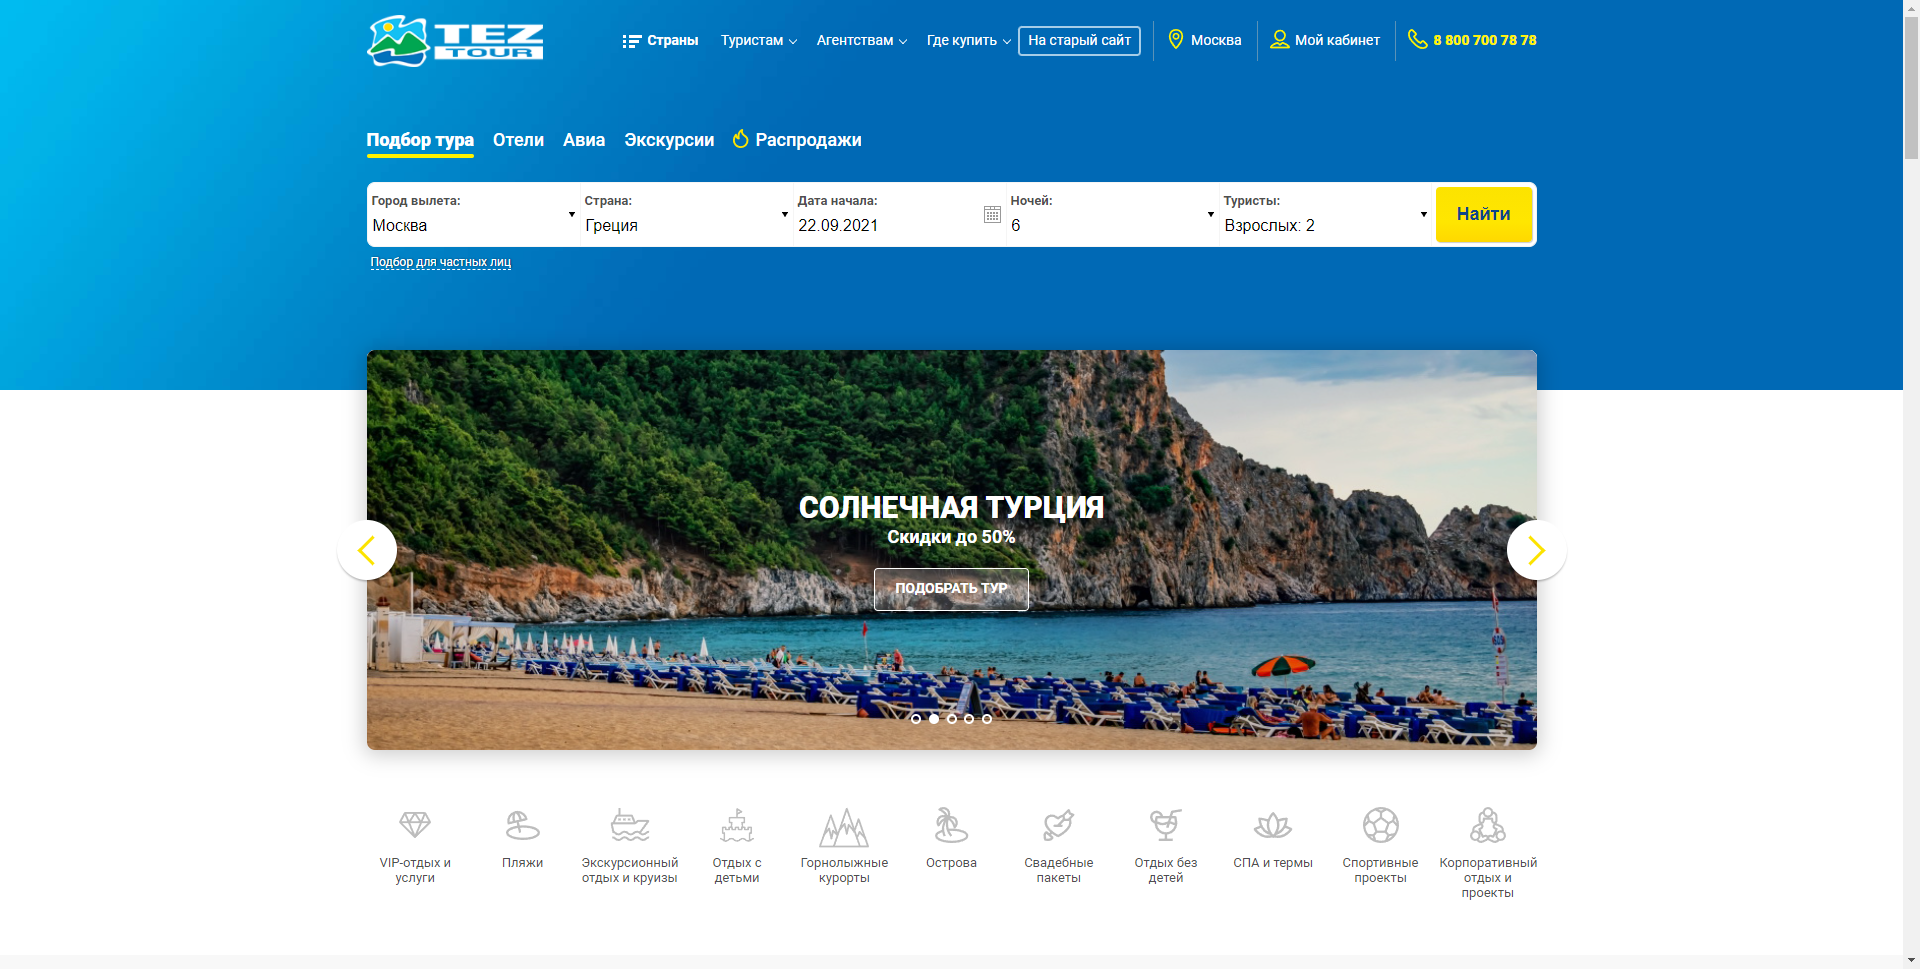 TEZ TOUR
Страны Туристам Агентствам Где купить На старый сайт Москва Мой кабинет 8 800 700 78 78
Подбор тура Отели Авиа Экскурсии Распродажи
Город вылета: Страна: Дата начала: Ночей: Туристы:
Москва Греция 22.09.2021 6 Взрослых: 2 Найти
Подбор для частных лиц
СОЛНЕЧНАЯ ТУРЦИЯ
Скидки до 50%
ПОДОБРАТЬ ТУР
VIP-отдых и услуги
Пляжи
Экскурсионный отдых и круизы
Отдых с детьми
Горнолыжные курорты
Острова
Свадебные пакеты
Отдых без детей
СПА и термы
Спортивные проекты
Корпоративный отдых и проекты